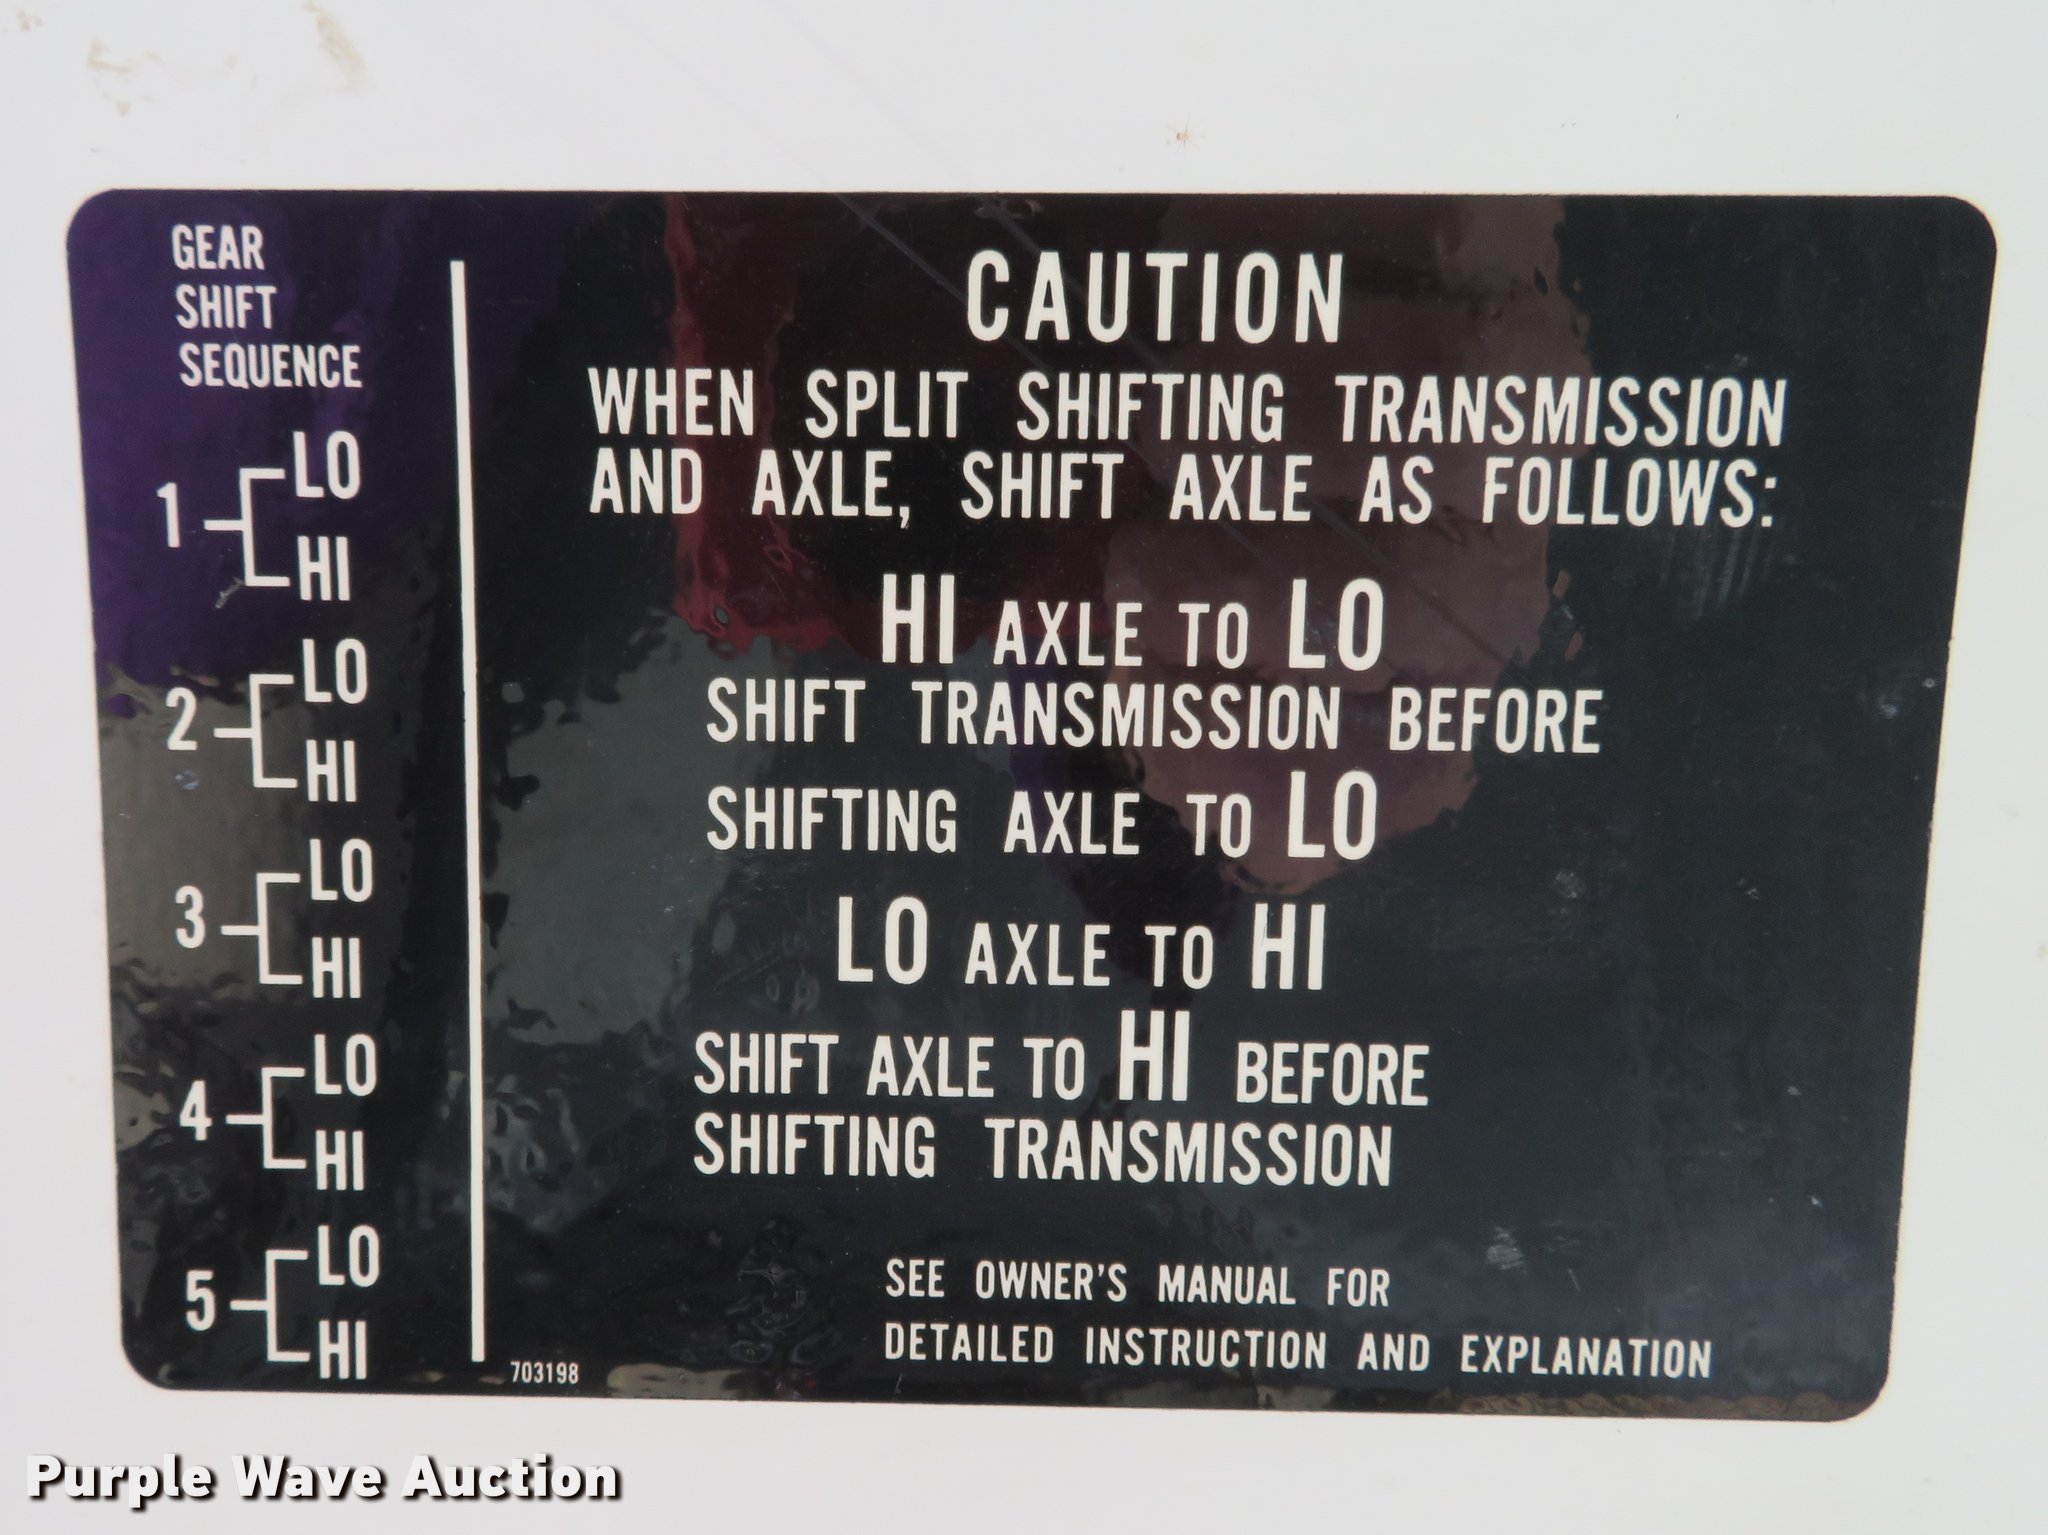 GEAR
SHIFT
SEQUENCE
1
LO
HI
2
LO
HI
3
LO
HI
4
LO
HI
5
LO
HI
CAUTION
WHEN SPLIT SHIFTING TRANSMISSION
AND AXLE, SHIFT AXLE AS FOLLOWS:
HI AXLE TO LO
SHIFT TRANSMISSION BEFORE
SHIFTING AXLE TO LO
LO AXLE TO HI
SHIFT AXLE TO HI BEFORE
SHIFTING TRANSMISSION
SEE OWNER'S MANUAL FOR
DETAILED INSTRUCTION AND EXPLANATION
703198
Purple Wave Auction